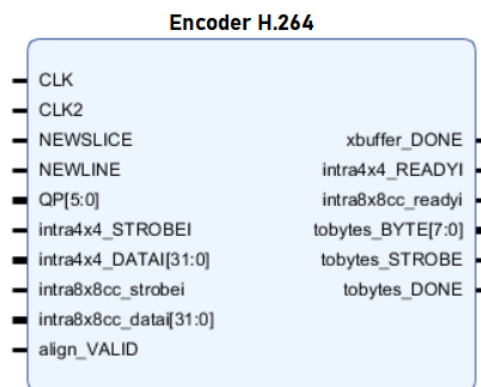 Encoder H.264
CLK
CLK2
NEWSLICE
NEWLINE
QP[5:0]
intra4x4_STROBEI
intra4x4_DATAI[31:0]
intra8x8cc_strobei
intra8x8cc_datai[31:0]
align_VALID
xbuffer_DONE
intra4x4_READYI
intra8x8cc_readyi
tobytes_BYTE[7:0]
tobytes_STROBE
tobytes_DONE